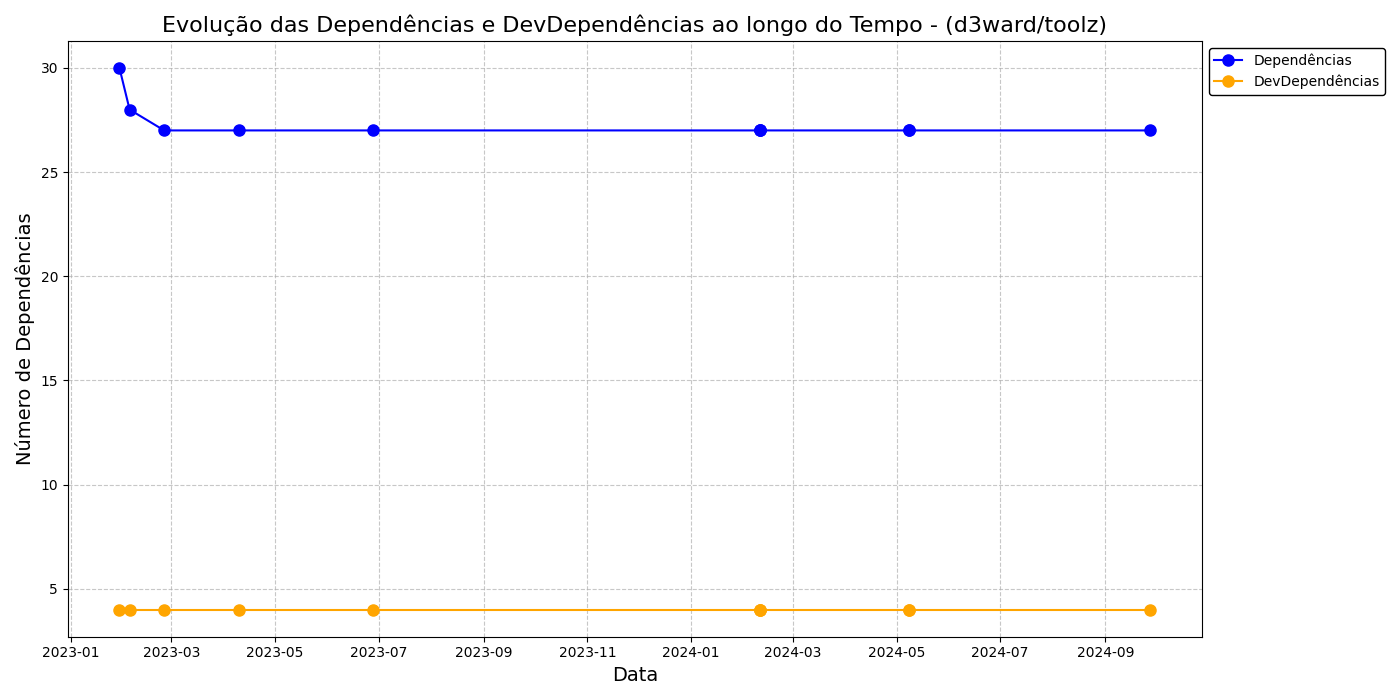 Evolução das Dependências e DevDependências ao longo do Tempo - (d3ward/toolz)
Dependências
DevDependências
Número de Dependências
30
25
20
15
10
5
2023-01 2023-03 2023-05 2023-07 2023-09 2023-11 2024-01 2024-03 2024-05 2024-07 2024-09
Data